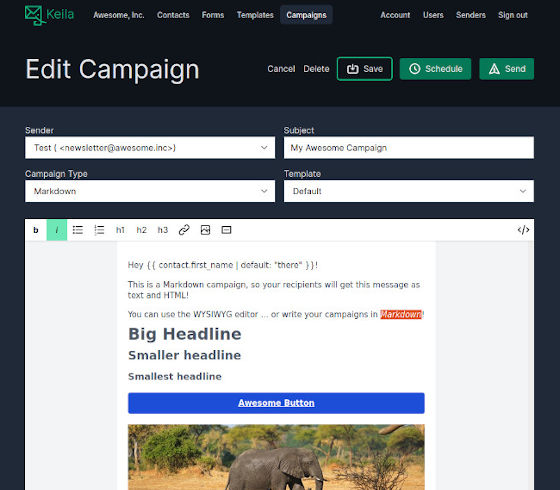 Keila Awesome, Inc. Contacts Forms Templates Campaigns Account Users Senders Sign out
Edit Campaign
Cancel Delete Save Schedule Send
Sender Subject
Test ( <newsletter@awesome.inc>) My Awesome Campaign
Campaign Type Template
Markdown Default
b i h1 h2 h3 </>
Hey {{ contact.first_name | default: "there" }}!
This is a Markdown campaign, so your recipients will get this message as
text and HTML!
You can use the WYSIWYG editor ... or write your campaigns in Markdown!
Big Headline
Smaller headline
Smallest headline
Awesome Button